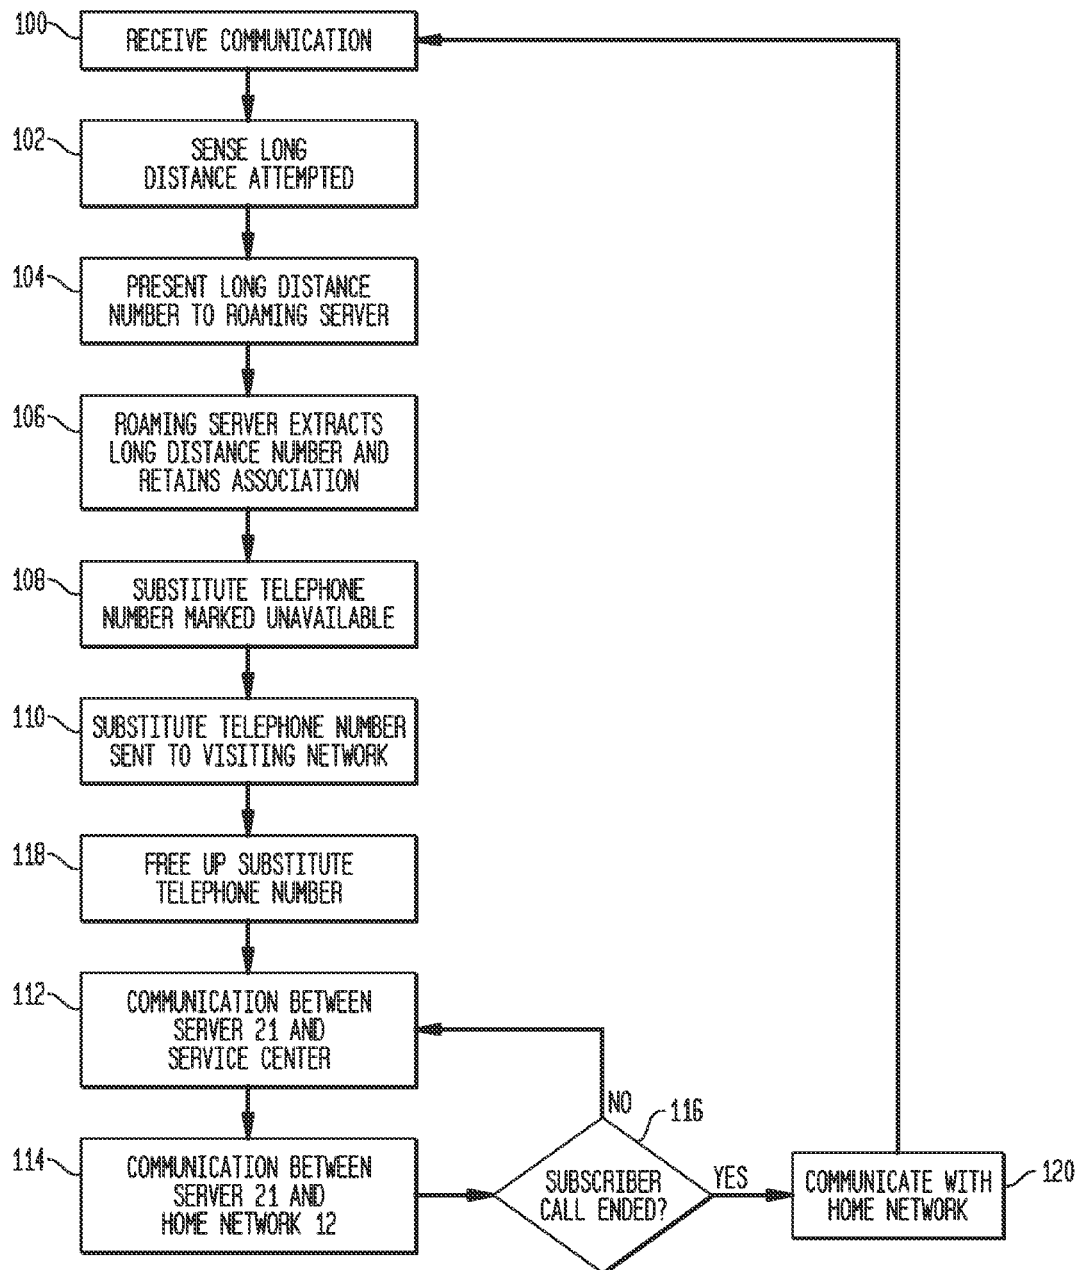 100
RECEIVE COMMUNICATION
102
SENSE LONG
DISTANCE ATTEMPTED
104
PRESENT LONG DISTANCE
NUMBER TO ROAMING SERVER
106
ROAMING SERVER EXTRACTS
LONG DISTANCE NUMBER AND
RETAINS ASSOCIATION
108
SUBSTITUTE TELEPHONE
NUMBER MARKED UNAVAILABLE
110
SUBSTITUTE TELEPHONE NUMBER
SENT TO VISITING NETWORK
118
FREE UP SUBSTITUTE
TELEPHONE NUMBER
112
COMMUNICATION BETWEEN
SERVER 21 AND
SERVICE CENTER
114
COMMUNICATION BETWEEN
SERVER 21 AND
HOME NETWORK 12
NO
116
SUBSCRIBER
CALL ENDED?
YES
COMMUNICATE WITH
HOME NETWORK
120